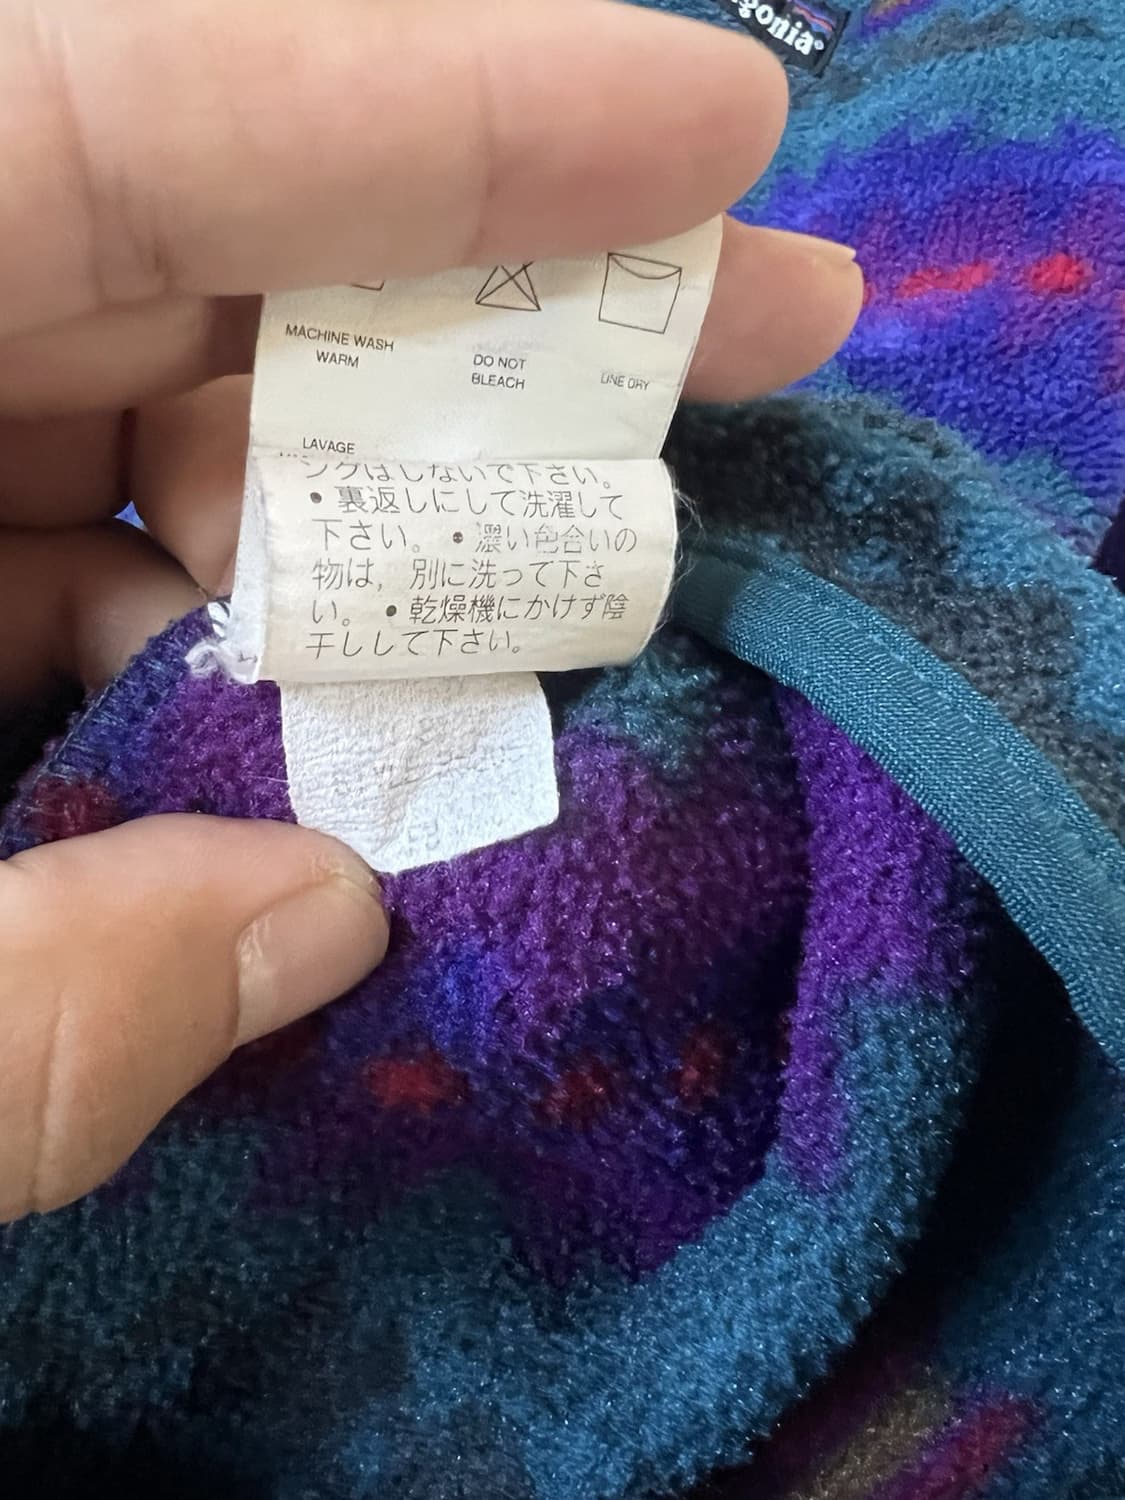 gonia®
MACHINE WASH
WARM
DO NOT
BLEACH
LINE DRY
LAVAGE
ングはしないで下さい。
• 裏返しにして洗濯して
下さい。 • 濃い色合いの
物は, 別に洗って下さ
い。 • 乾燥機にかけず陰
干しして下さい。